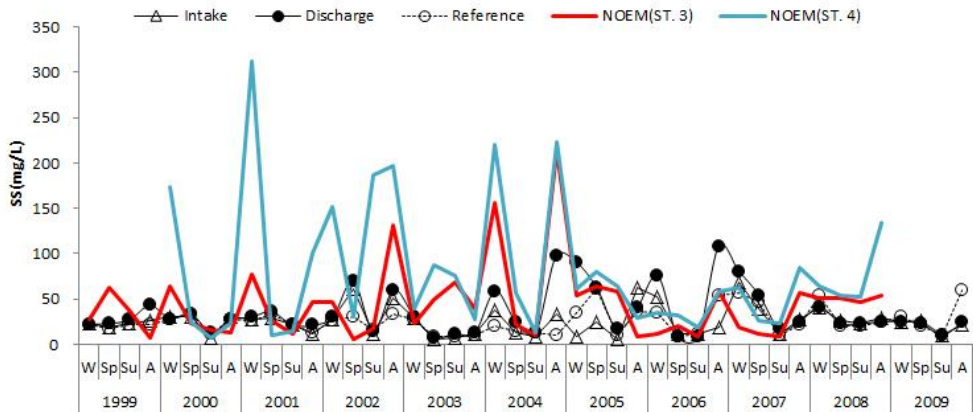 Intake Discharge Reference NOEM(ST. 3) NOEM(ST. 4)
350
300
250
200
150
100
50
0
SS(mg/L)
W Sp Su A W Sp Su A W Sp Su A W Sp Su A W Sp Su A W Sp Su A W Sp Su A W Sp Su A W Sp Su A W Sp Su A W Sp Su A
1999 2000 2001 2002 2003 2004 2005 2006 2007 2008 2009